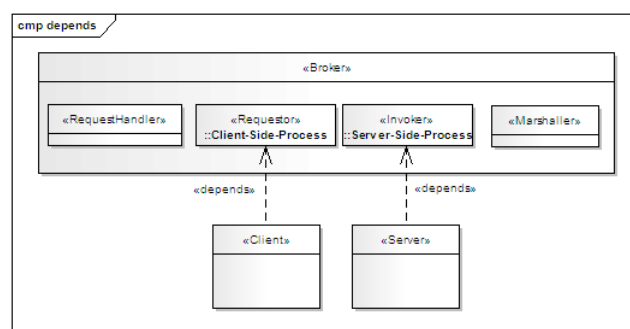 cmp depends
«Broker»
«RequestHandler»
«Requestor»
::Client-Side-Process
«Invoker»
::Server-Side-Process
«Marshaller»
«depends»
«depends»
«Client»
«Server»